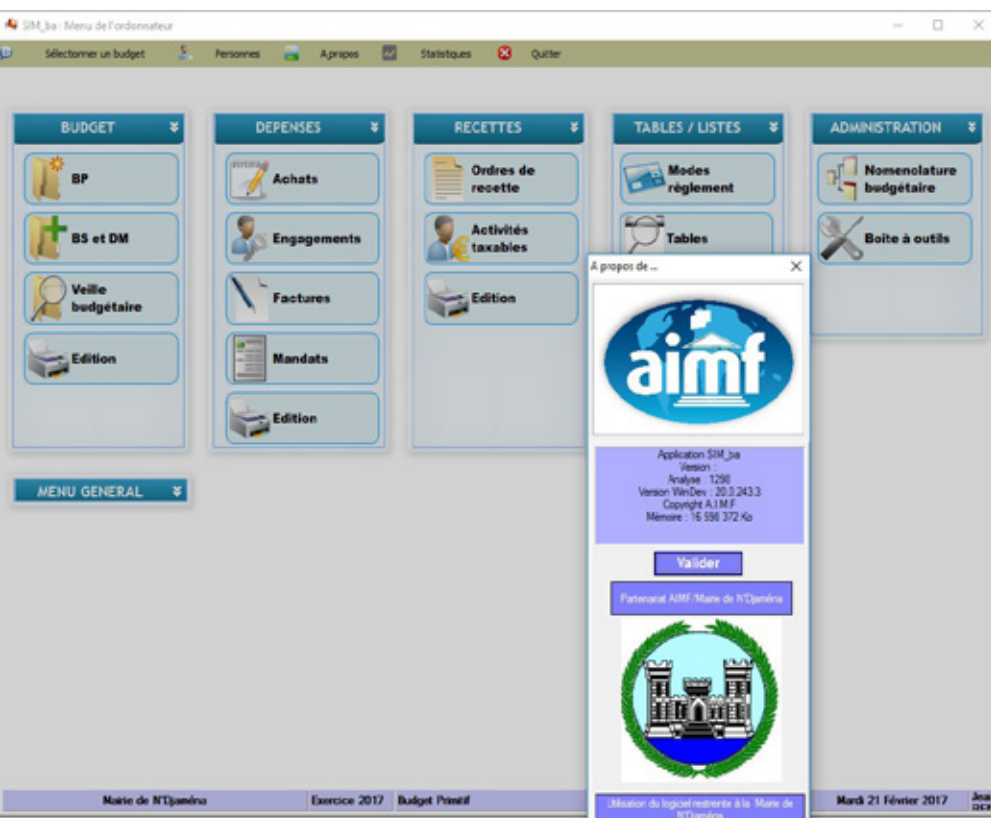 SIM_ba : Menu de l'ordonnateur
Sélectionner un budget Personnes A propos Statistiques Quitter
BUDGET
BP
BS et DM
Veille
budgétaire
Edition
DEPENSES
Achats
Engagements
Factures
Mandats
Edition
RECETTES
Ordres de
recette
Activités
taxables
Edition
TABLES / LISTES
Modes
règlement
Tables
ADMINISTRATION
Nomenclature
budgétaire
Boîte à outils
MENU GENERAL
A propos de ...
aimf
Application SIM_ba
Version :
Analyse : 1298
Version WinDev : 20.0.243.3
Copyright A.I.M.F
Mémoire : 16 598 372 Ko
Valider
Partenariat AIMF/Mairie de N'Djaména
Utilisation du logiciel restreinte à la Mairie de
N'Djaména
Mairie de N'Djaména Exercice 2017 Budget Primitif Mardi 21 Février 2017